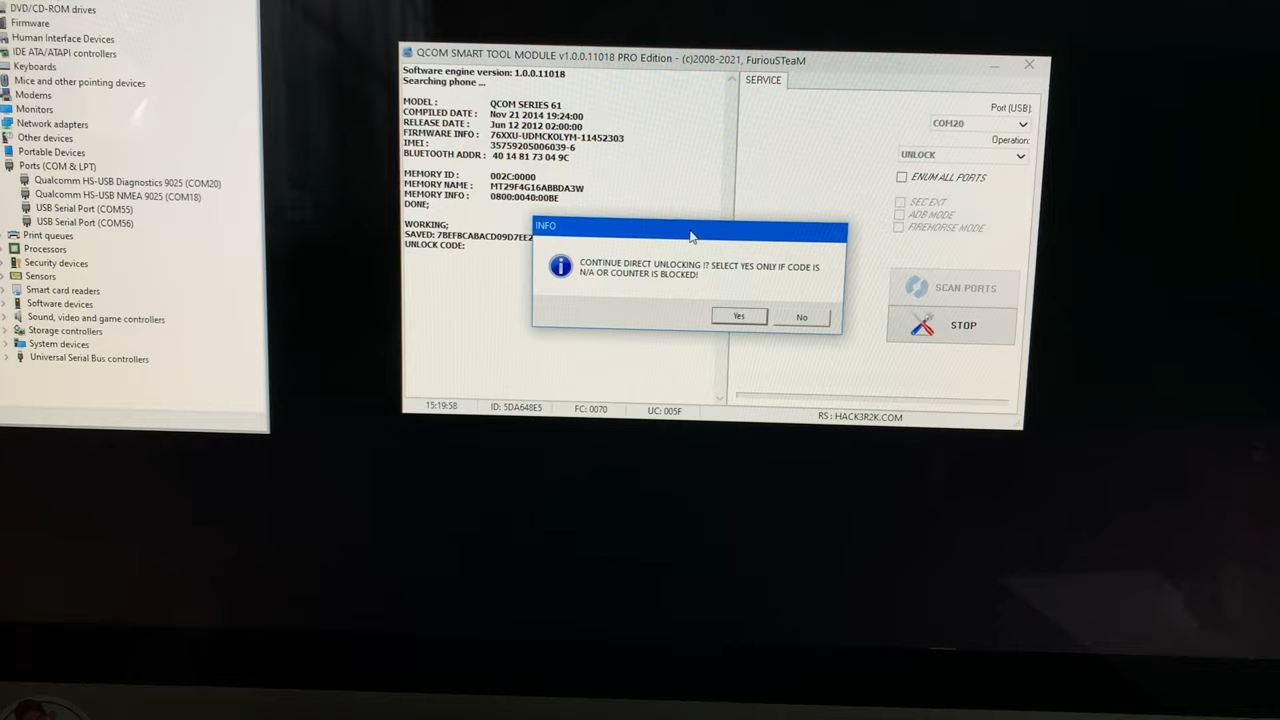 DVD/CD-ROM drives
Firmware
Human Interface Devices
IDE ATA/ATAPI controllers
Keyboards
Mice and other pointing devices
Modems
Monitors
Network adapters
Other devices
Portable Devices
Ports (COM & LPT)
Qualcomm HS-USB Diagnostics 9025 (COM20)
Qualcomm HS-USB NMEA 9025 (COM18)
USB Serial Port (COM55)
USB Serial Port (COM56)
Print queues
Processors
Security devices
Sensors
Smart card readers
Software devices
Sound, video and game controllers
Storage controllers
System devices
Universal Serial Bus controllers
QCOM SMART TOOL MODULE v1.0.0.11018 PRO Edition - (c)2008-2021, FuriouSTeaM
Software engine version: 1.0.0.11018
Searching phone ...
MODEL : QCOM SERIES 61
COMPILED DATE : Nov 21 2014 19:24:00
RELEASE DATE : Jun 12 2012 02:00:00
FIRMWARE INFO : 76XXU-UDMCKOLYM-11452303
IMEI : 35759205006039-6
BLUETOOTH ADDR : 40 14 81 73 04 9C
MEMORY ID : 002C:0000
MEMORY NAME : MT29F4G16ABBDA3W
MEMORY INFO : 0800:0040:00BE
DONE;
WORKING;
SAVED: 7BEF8CABACD09D7EE2
UNLOCK CODE:
INFO
CONTINUE DIRECT UNLOCKING !? SELECT YES ONLY IF CODE IS
N/A OR COUNTER IS BLOCKED!
Yes
No
SERVICE
Port (USB):
COM20
Operation:
UNLOCK
ENUM ALL PORTS
SEC EXT
ADB MODE
FIREHORSE MODE
SCAN PORTS
STOP
15:19:58
ID: 5DA648E5
FC: 0070
UC: 005F
RS : HACK3R2K.COM